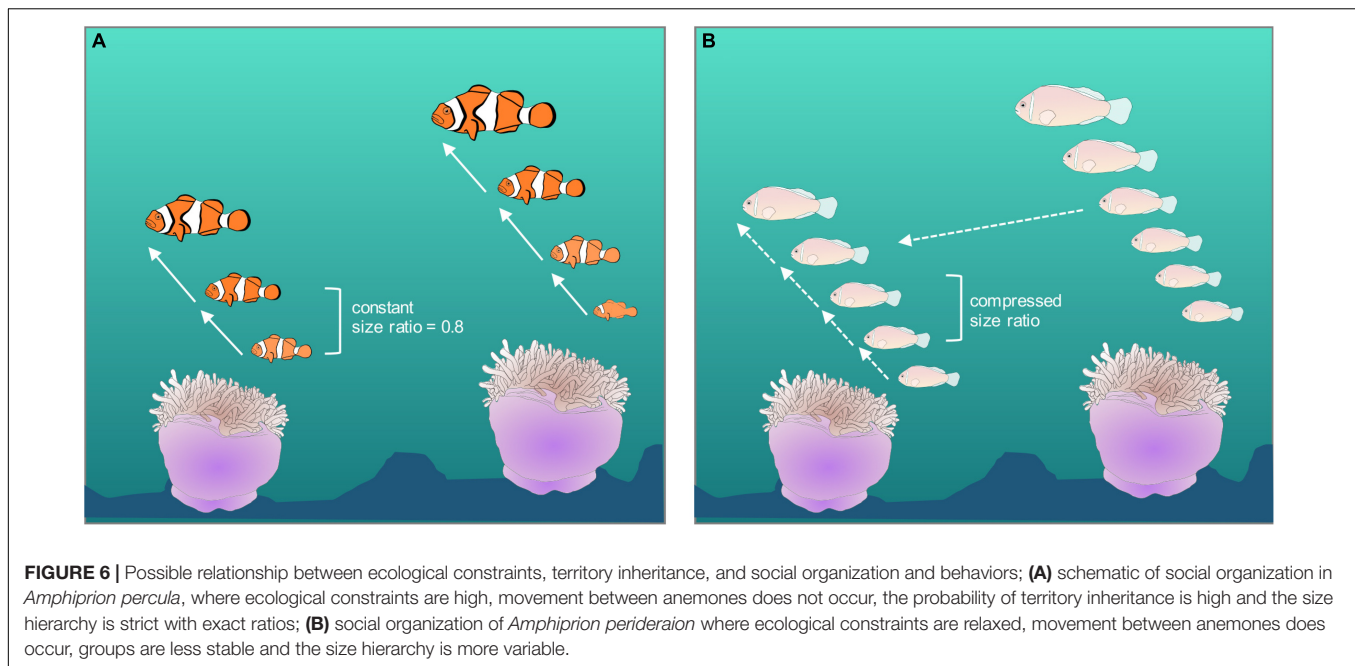 A
B
constant
size ratio = 0.8
compressed
size ratio
FIGURE 6 | Possible relationship between ecological constraints, territory inheritance, and social organization and behaviors; (A) schematic of social organization in
Amphiprion percula, where ecological constraints are high, movement between anemones does not occur, the probability of territory inheritance is high and the size
hierarchy is strict with exact ratios; (B) social organization of Amphiprion perideraion where ecological constraints are relaxed, movement between anemones does
occur, groups are less stable and the size hierarchy is more variable.